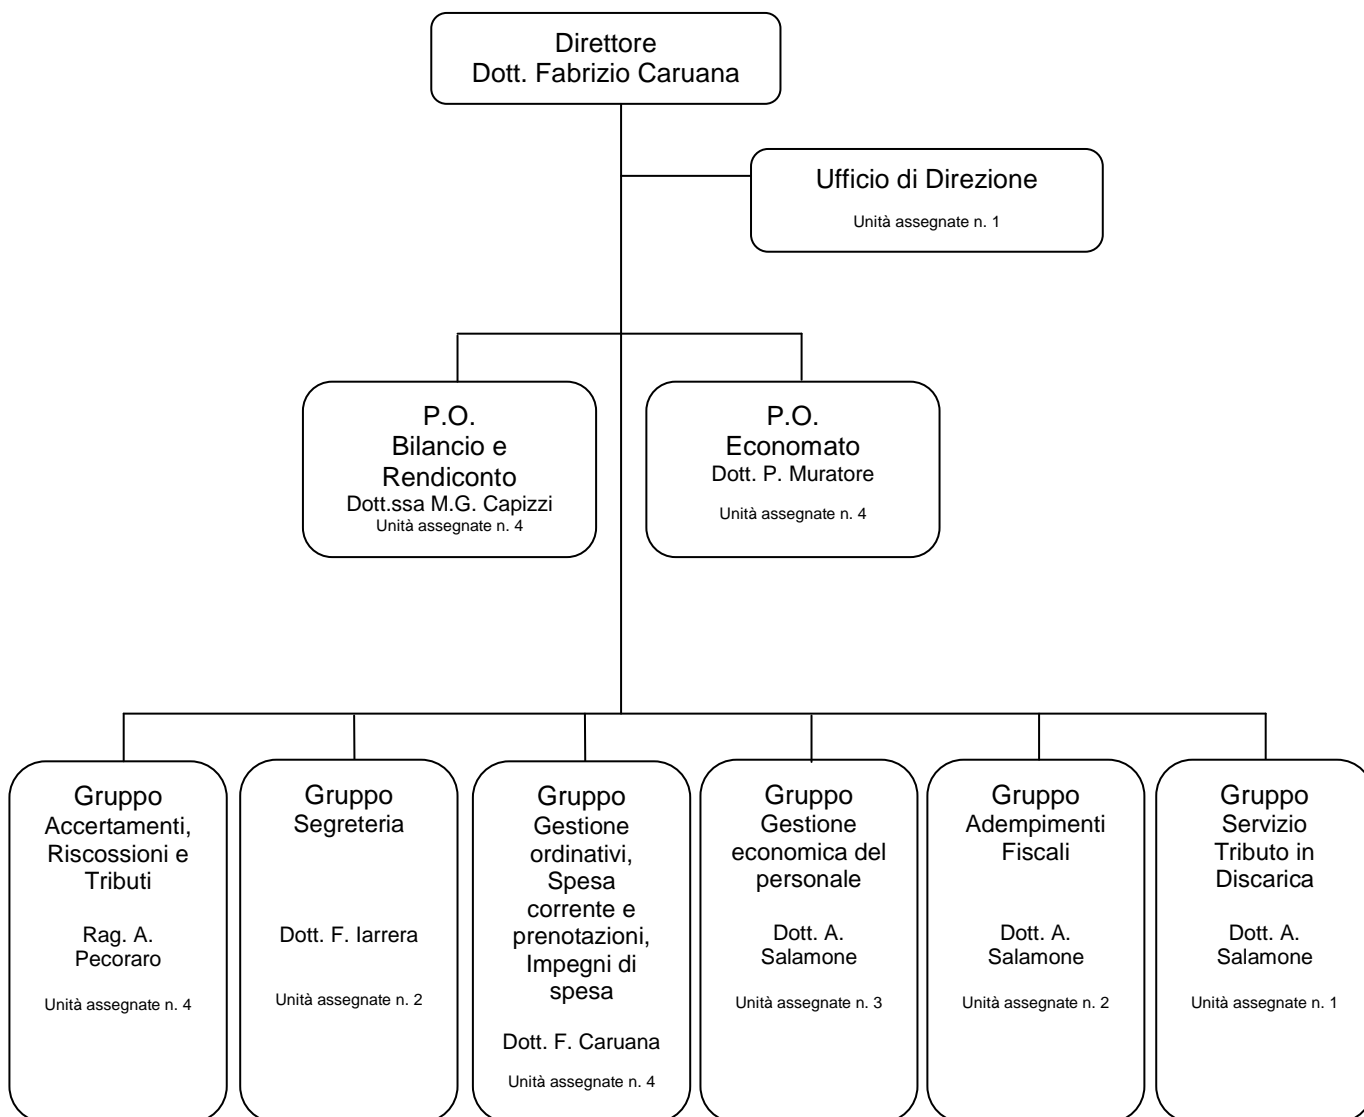 Direttore
Dott. Fabrizio Caruana
Ufficio di Direzione
Unità assegnate n. 1
P.O.
Bilancio e
Rendiconto
Dott.ssa M.G. Capizzi
Unità assegnate n. 4
P.O.
Economato
Dott. P. Muratore
Unità assegnate n. 4
Gruppo
Accertamenti,
Riscossioni e
Tributi
Rag. A.
Pecoraro
Unità assegnate n. 4
Gruppo
Segreteria
Dott. F. Iarrera
Unità assegnate n. 2
Gruppo
Gestione
ordinativi,
Spesa
corrente e
prenotazioni,
Impegni di
spesa
Dott. F. Caruana
Unità assegnate n. 4
Gruppo
Gestione
economica del
personale
Dott. A.
Salamone
Unità assegnate n. 3
Gruppo
Adempimenti
Fiscali
Dott. A.
Salamone
Unità assegnate n. 2
Gruppo
Servizio
Tributo in
Discarica
Dott. A.
Salamone
Unità assegnate n. 1